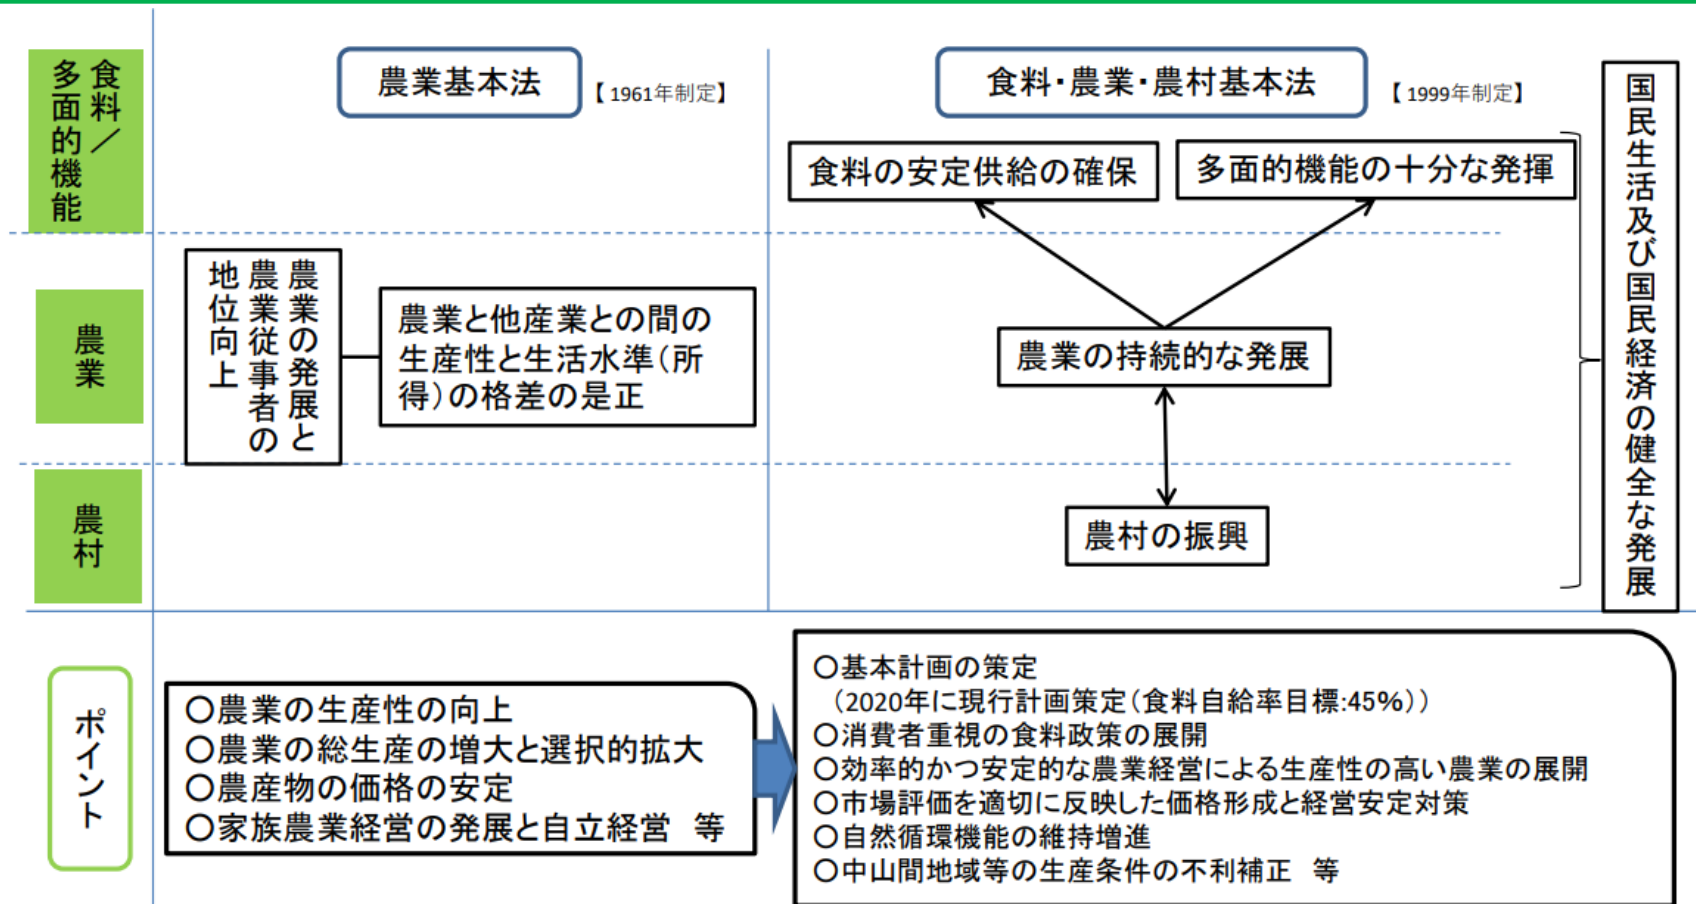 食料／
多面的機能
農業基本法
【 1961年制定】
食料・農業・農村基本法
【 1999年制定】
食料の安定供給の確保
多面的機能の十分な発揮
国民生活及び国民経済の健全な発展
農業
農業の発展と
農業従事者の
地位向上
農業と他産業との間の
生産性と生活水準（所
得）の格差の是正
農業の持続的な発展
農村
農村の振興
ポイント
〇農業の生産性の向上
〇農業の総生産の増大と選択的拡大
〇農産物の価格の安定
〇家族農業経営の発展と自立経営　等
〇基本計画の策定
（2020年に現行計画策定（食料自給率目標:45%））
〇消費者重視の食料政策の展開
〇効率的かつ安定的な農業経営による生産性の高い農業の展開
〇市場評価を適切に反映した価格形成と経営安定対策
〇自然循環機能の維持増進
〇中山間地域等の生産条件の不利補正　等